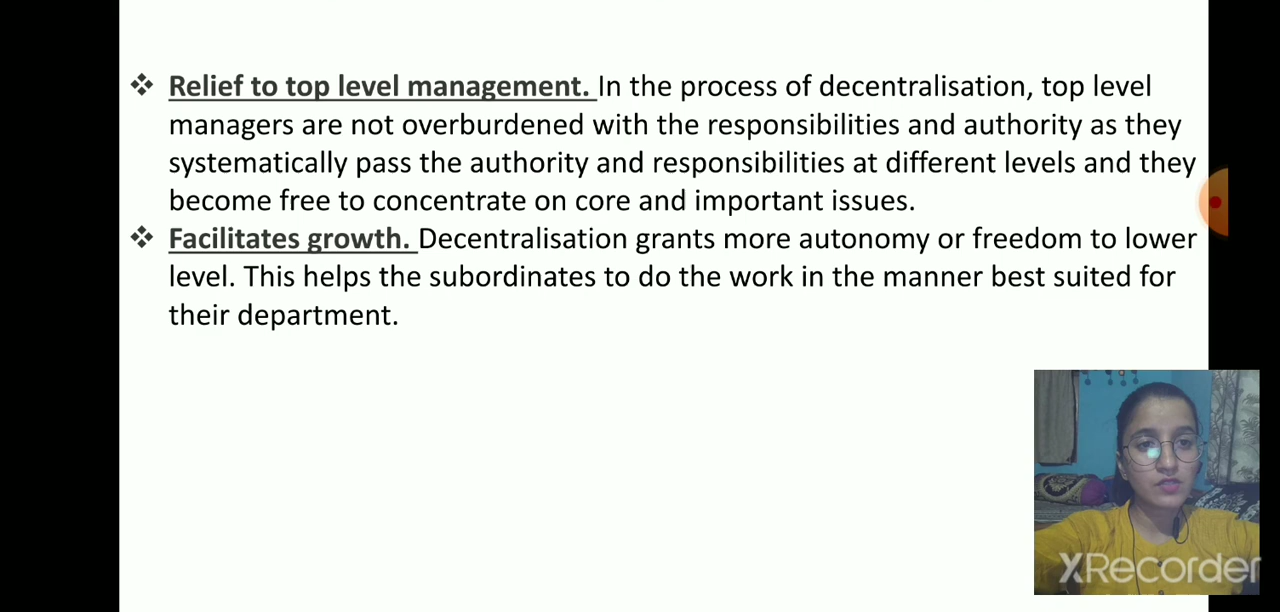 ❖ Relief to top level management. In the process of decentralisation, top level
managers are not overburdened with the responsibilities and authority as they
systematically pass the authority and responsibilities at different levels and they
become free to concentrate on core and important issues.
❖ Facilitates growth. Decentralisation grants more autonomy or freedom to lower
level. This helps the subordinates to do the work in the manner best suited for
their department.
XRecorder